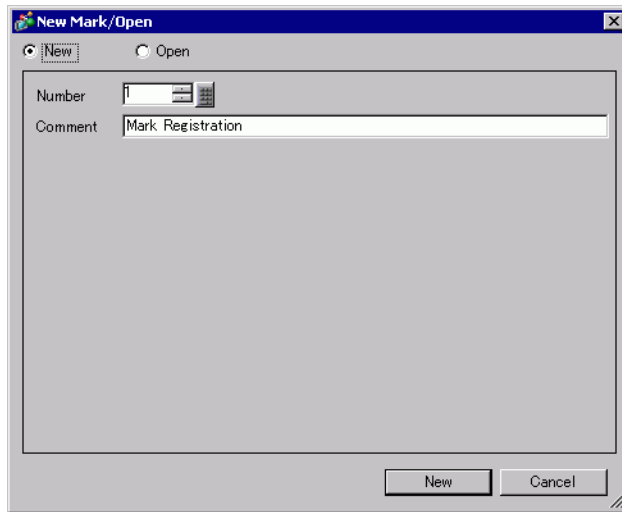 New Mark/Open
New Open
Number 1
Comment Mark Registration
New Cancel